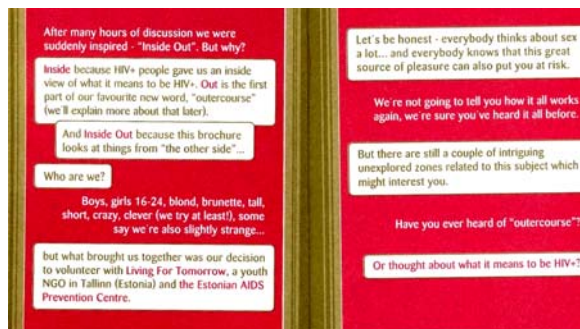 After many hours of discussion we were
suddenly inspired - "Inside Out". But why?
Inside because HIV+ people gave us an inside
view of what it means to be HIV+. Out is the first
part of our favourite new word, "outercourse"
(we'll explain more about that later).
And Inside Out because this brochure
looks at things from "the other side"...
Who are we?
Boys, girls 16-24, blond, brunette, tall,
short, crazy, clever (we try at least!), some
say we're also slightly strange...
but what brought us together was our decision
to volunteer with Living For Tomorrow, a youth
NGO in Tallinn (Estonia) and the Estonian AIDS
Prevention Centre.
Let's be honest - everybody thinks about sex
a lot... and everybody knows that this great
source of pleasure can also put you at risk.
We're not going to tell you how it all works
again, we're sure you've heard it all before.
But there are still a couple of intriguing
unexplored zones related to this subject which
might interest you.
Have you ever heard of "outercourse"?
Or thought about what it means to be HIV+?